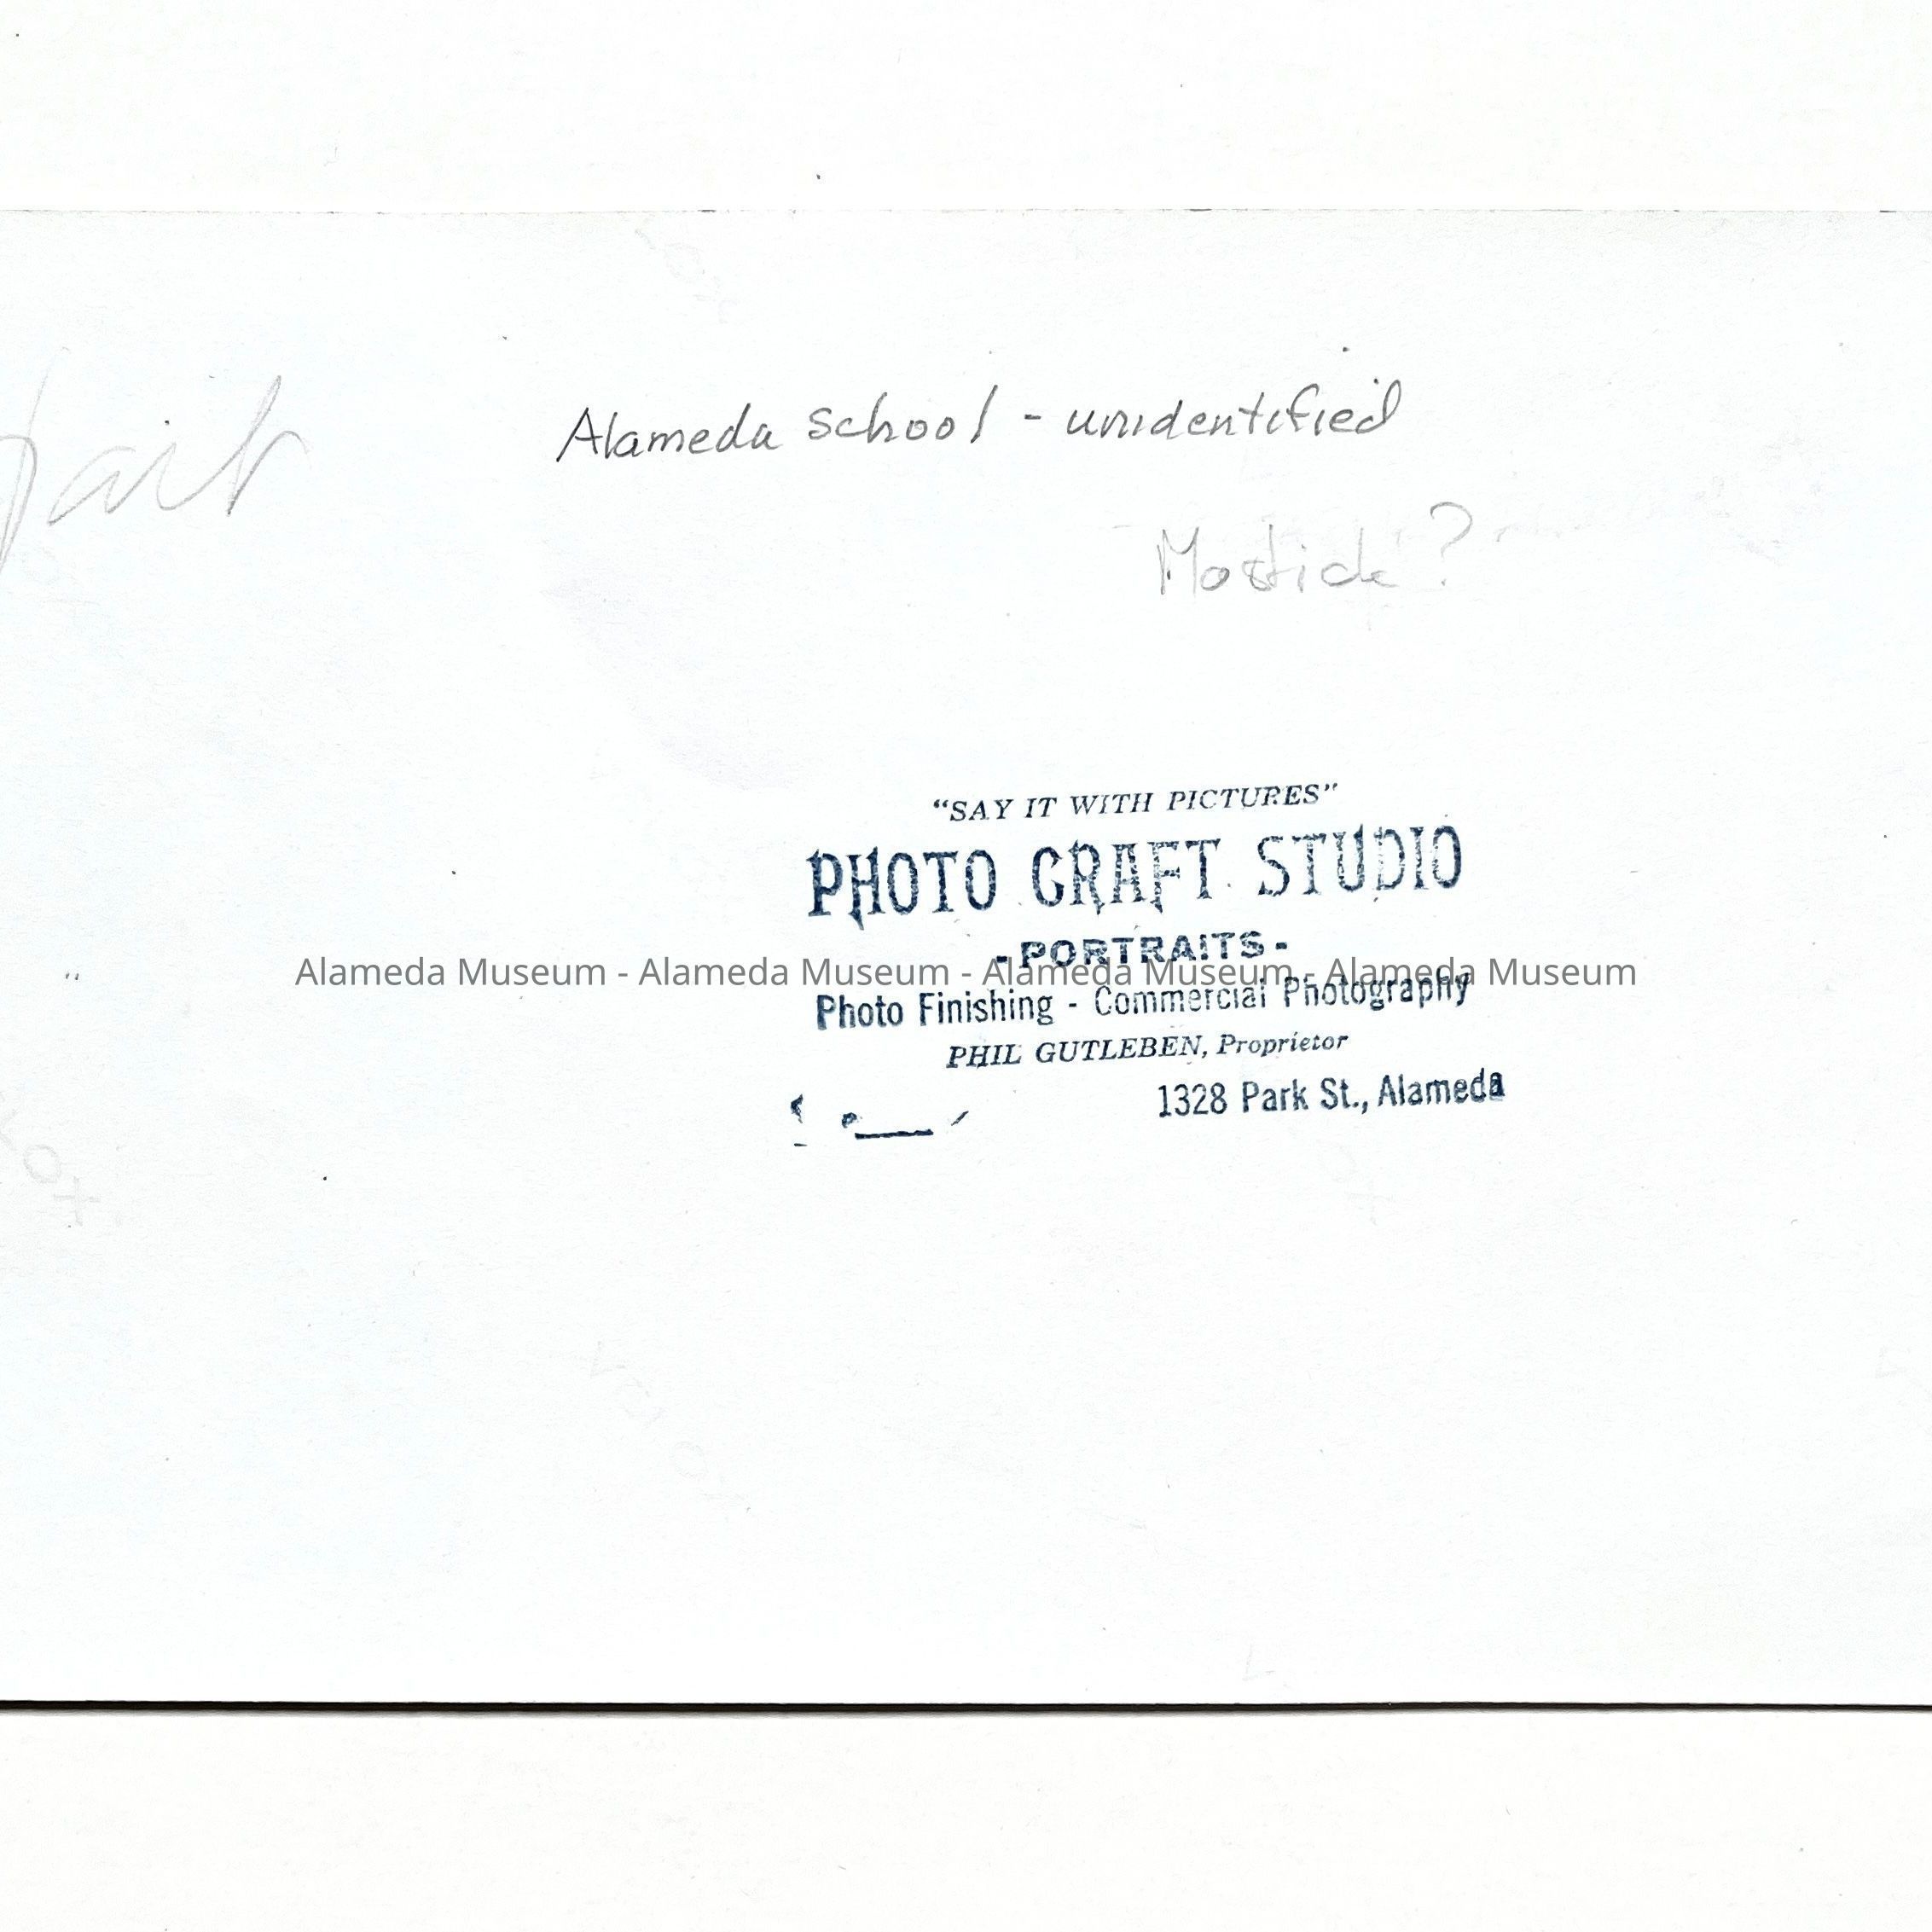 Alameda School - unidentified
Mastick?
"SAY IT WITH PICTURES"
PHOTO CRAFT STUDIO
- PORTRAITS -
Alameda Museum - Alameda Museum - Alameda Museum - Alameda Museum
Photo Finishing - Commercial Photography
PHIL GUTLEBEN, Proprietor
1328 Park St., Alameda